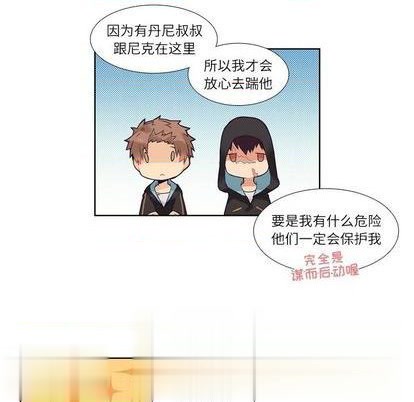 因为有丹尼叔叔
跟尼克在这里
所以我才会
放心去踹他
要是我有什么危险
他们一定会保护我
完全是
谋而后动喔